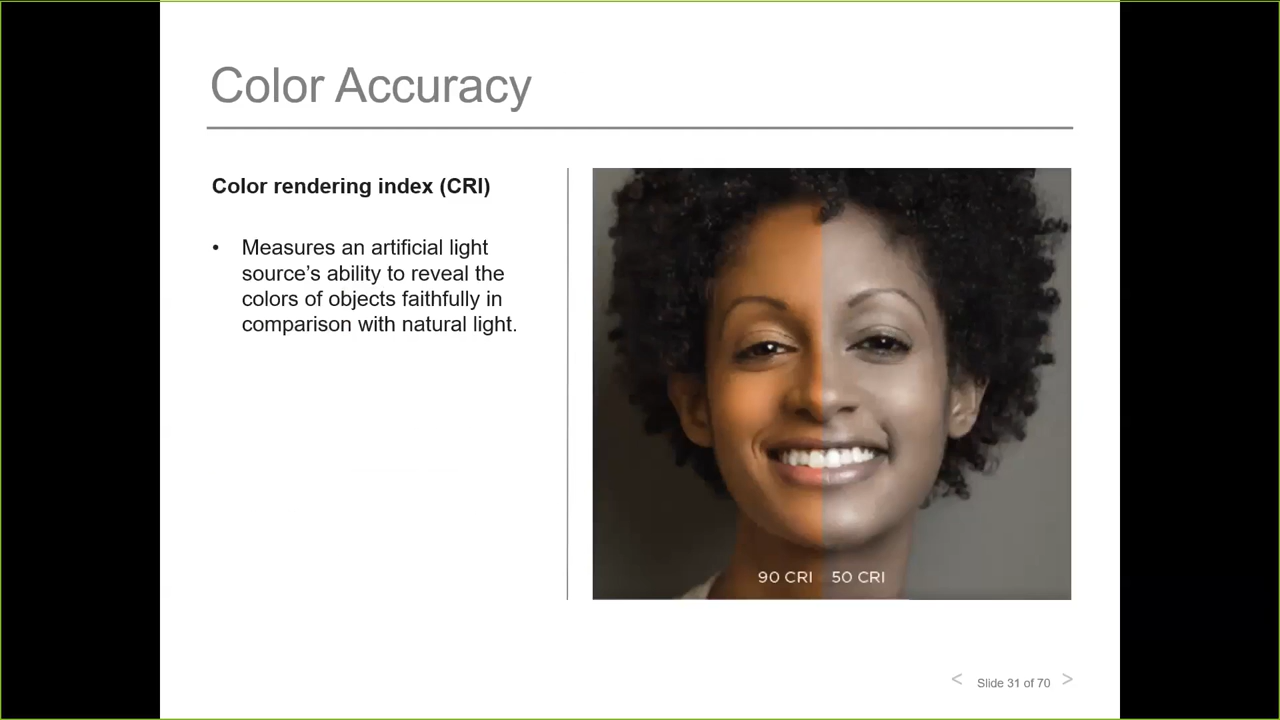 Color Accuracy
Color rendering index (CRI)
• Measures an artificial light
source’s ability to reveal the
colors of objects faithfully in
comparison with natural light.
90 CRI 50 CRI
< Slide 31 of 70 >